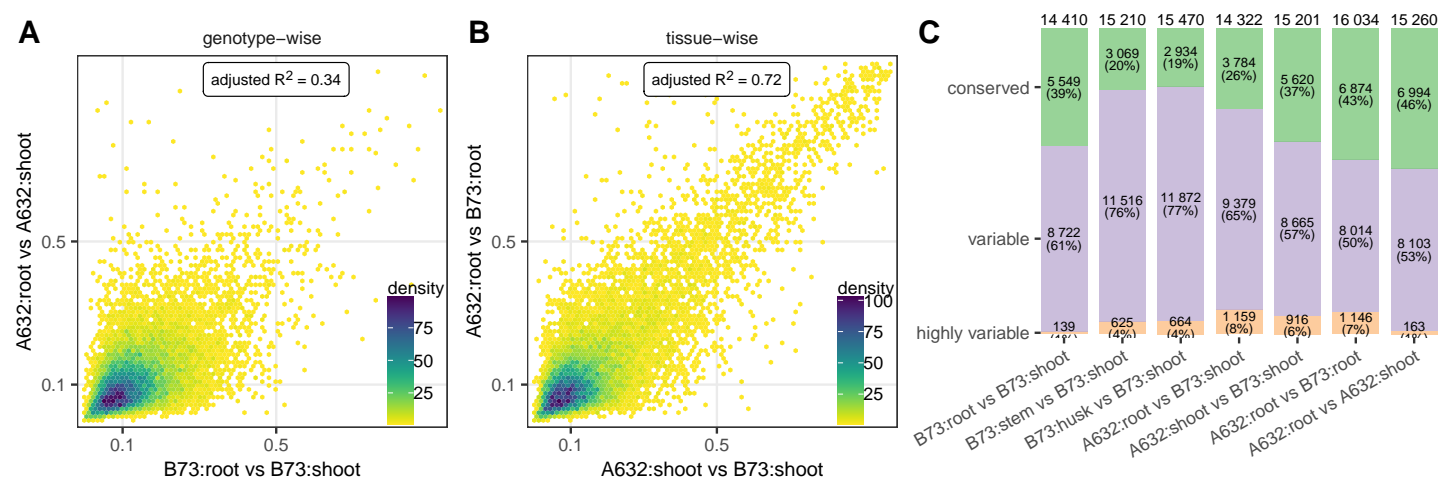 A
genotype−wise
adjusted R2 = 0.34
A632:root vs A632:shoot
0.5
0.1
density
75
50
25
0.1
0.5
B73:root vs B73:shoot
B
tissue−wise
adjusted R2 = 0.72
A632:root vs B73:root
0.5
0.1
density
100
75
50
25
0.1
0.5
A632:shoot vs B73:shoot
C
14 410 15 210 15 470 14 322 15 201 16 034 15 260
conserved
variable
highly variable
5 549
(39%)
8 722
(61%)
139
3 069
(20%)
11 516
(76%)
625
(4%)
2 934
(19%)
11 872
(77%)
664
(4%)
3 784
(26%)
9 379
(65%)
1 159
(8%)
5 620
(37%)
8 665
(57%)
916
(6%)
6 874
(43%)
8 014
(50%)
1 146
(7%)
6 994
(46%)
8 103
(53%)
163
B73:root vs B73:shoot
B73:stem vs B73:shoot
B73:husk vs B73:shoot
A632:root vs B73:shoot
A632:shoot vs B73:shoot
A632:root vs B73:root
A632:root vs A632:shoot